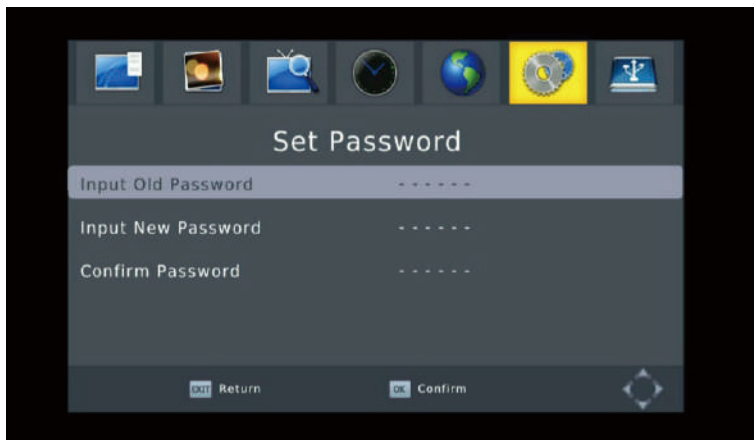 Set Password
Input Old Password - - - - - -
Input New Password - - - - - -
Confirm Password - - - - - -
EXIT Return OK Confirm